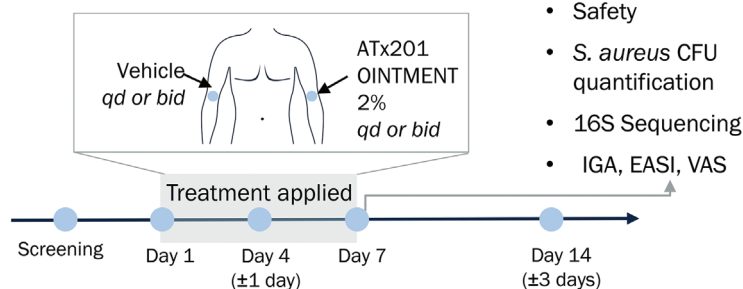 Vehicle
qd or bid
ATx201
OINTMENT
2%
qd or bid
• Safety
• S. aureus CFU
quantification
• 16S Sequencing
• IGA, EASI, VAS
Treatment applied
Screening
Day 1
Day 4
(±1 day)
Day 7
Day 14
(±3 days)